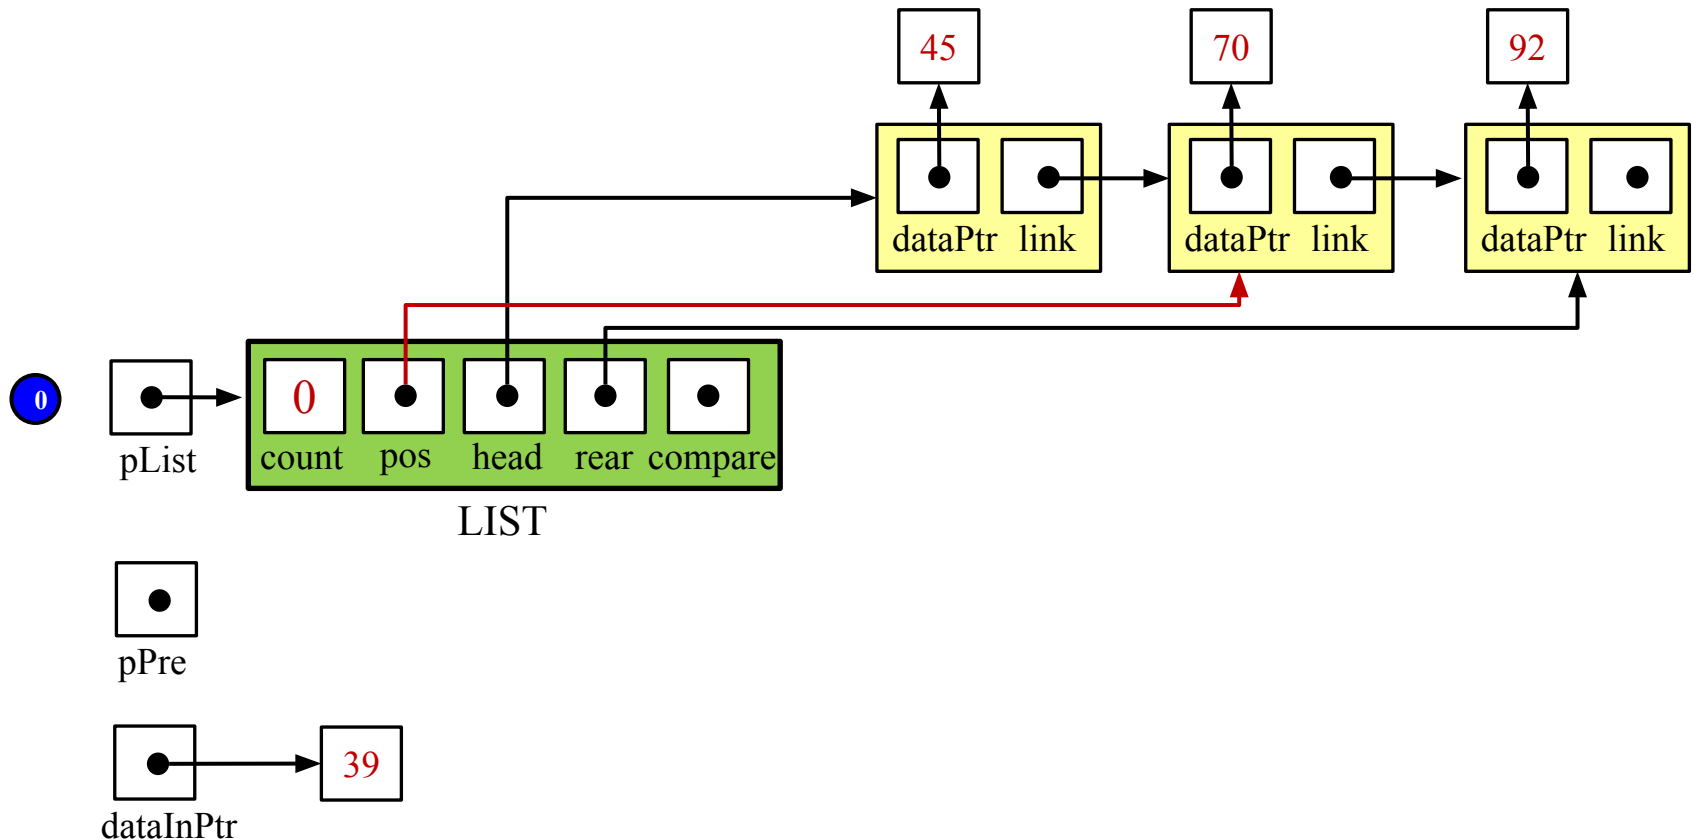 45 70 92
dataPtr link dataPtr link dataPtr link
0
0
pList
count pos head rear compare
LIST
pPre
39
dataInPtr